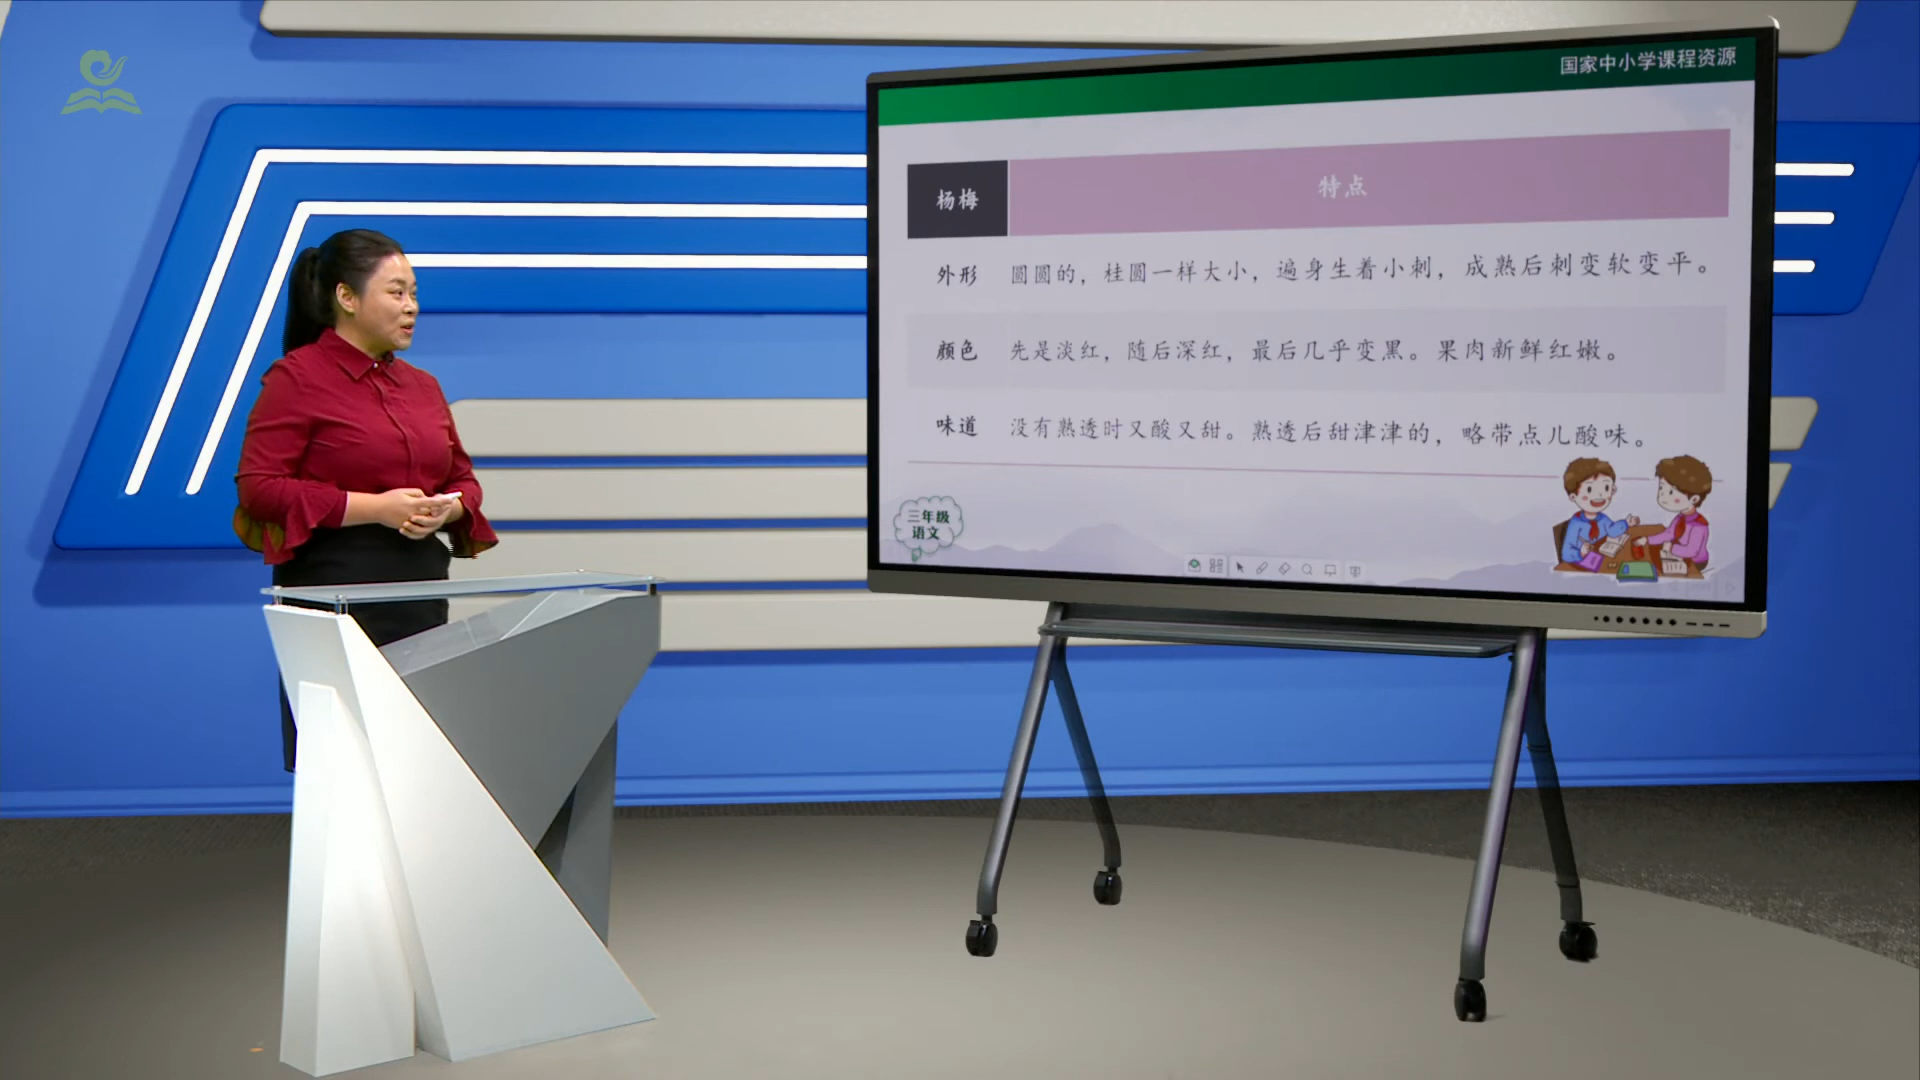 国家中小学课程资源
杨梅 特点
外形 圆圆的，桂圆一样大小，遍身生着小刺，成熟后刺变软变平。
颜色 先是淡红，随后深红，最后几乎变黑。果肉新鲜红嫩。
味道 没有熟透时又酸又甜。熟透后甜津津的，略带点儿酸味。
三年级
语文